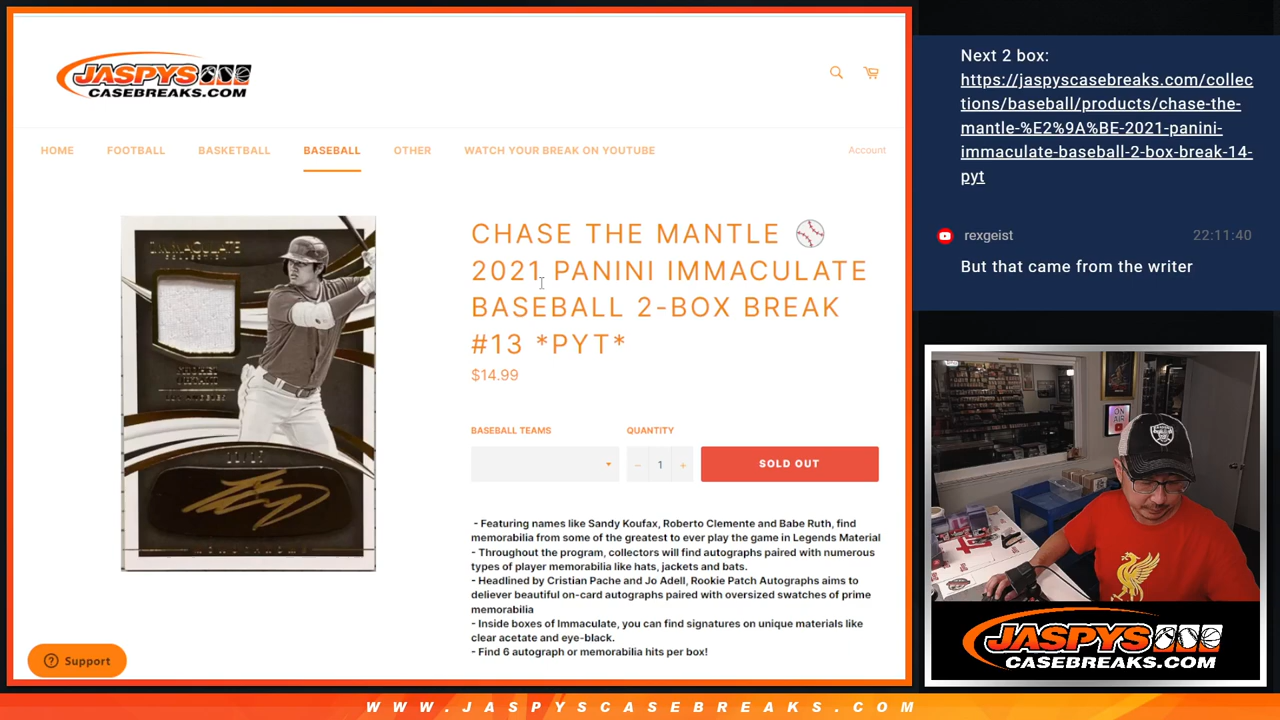 JASPYS
CASEBREAKS.COM
HOME
FOOTBALL
BASKETBALL
BASEBALL
OTHER
WATCH YOUR BREAK ON YOUTUBE
Account
IMMACULATE
COLLECTION
LOS ANGELES
CHASE THE MANTLE ⚾
2021 PANINI IMMACULATE
BASEBALL 2-BOX BREAK
#13 *PYT*
$14.99
BASEBALL TEAMS
QUANTITY
− 1 +
SOLD OUT
- Featuring names like Sandy Koufax, Roberto Clemente and Babe Ruth, find
memorabilia from some of the greatest to ever play the game in Legends Material
- Throughout the program, collectors will find autographs paired with numerous
types of player memorabilia like hats, jackets and bats.
- Headlined by Cristian Pache and Jo Adell, Rookie Patch Autographs aims to
deliever beautiful on-card autographs paired with oversized swatches of prime
memorabilia
- Inside boxes of Immaculate, you can find signatures on unique materials like
clear acetate and eye-black.
- Find 6 autograph or memorabilia hits per box!
Support
Next 2 box:
https://jaspyscasebreaks.com/collec
tions/baseball/products/chase-the-
mantle-%E2%9A%BE-2021-panini-
immaculate-baseball-2-box-break-14-
pyt
rexgeist
22:11:40
But that came from the writer
ON
AIR
JASPYS
CASEBREAKS.COM
WWW.JASPYSCASEBREAKS.COM